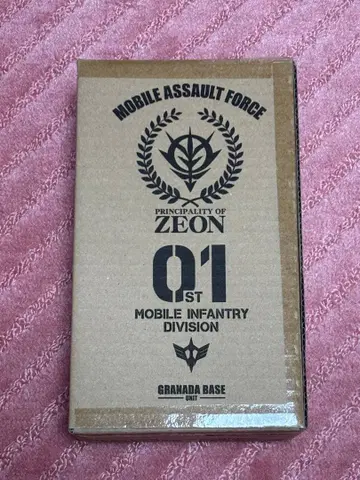 MOBILE ASSAULT FORCE
PRINCIPALITY OF
ZEON
01ST
MOBILE INFANTRY
DIVISION
GRANADA BASE
UNIT